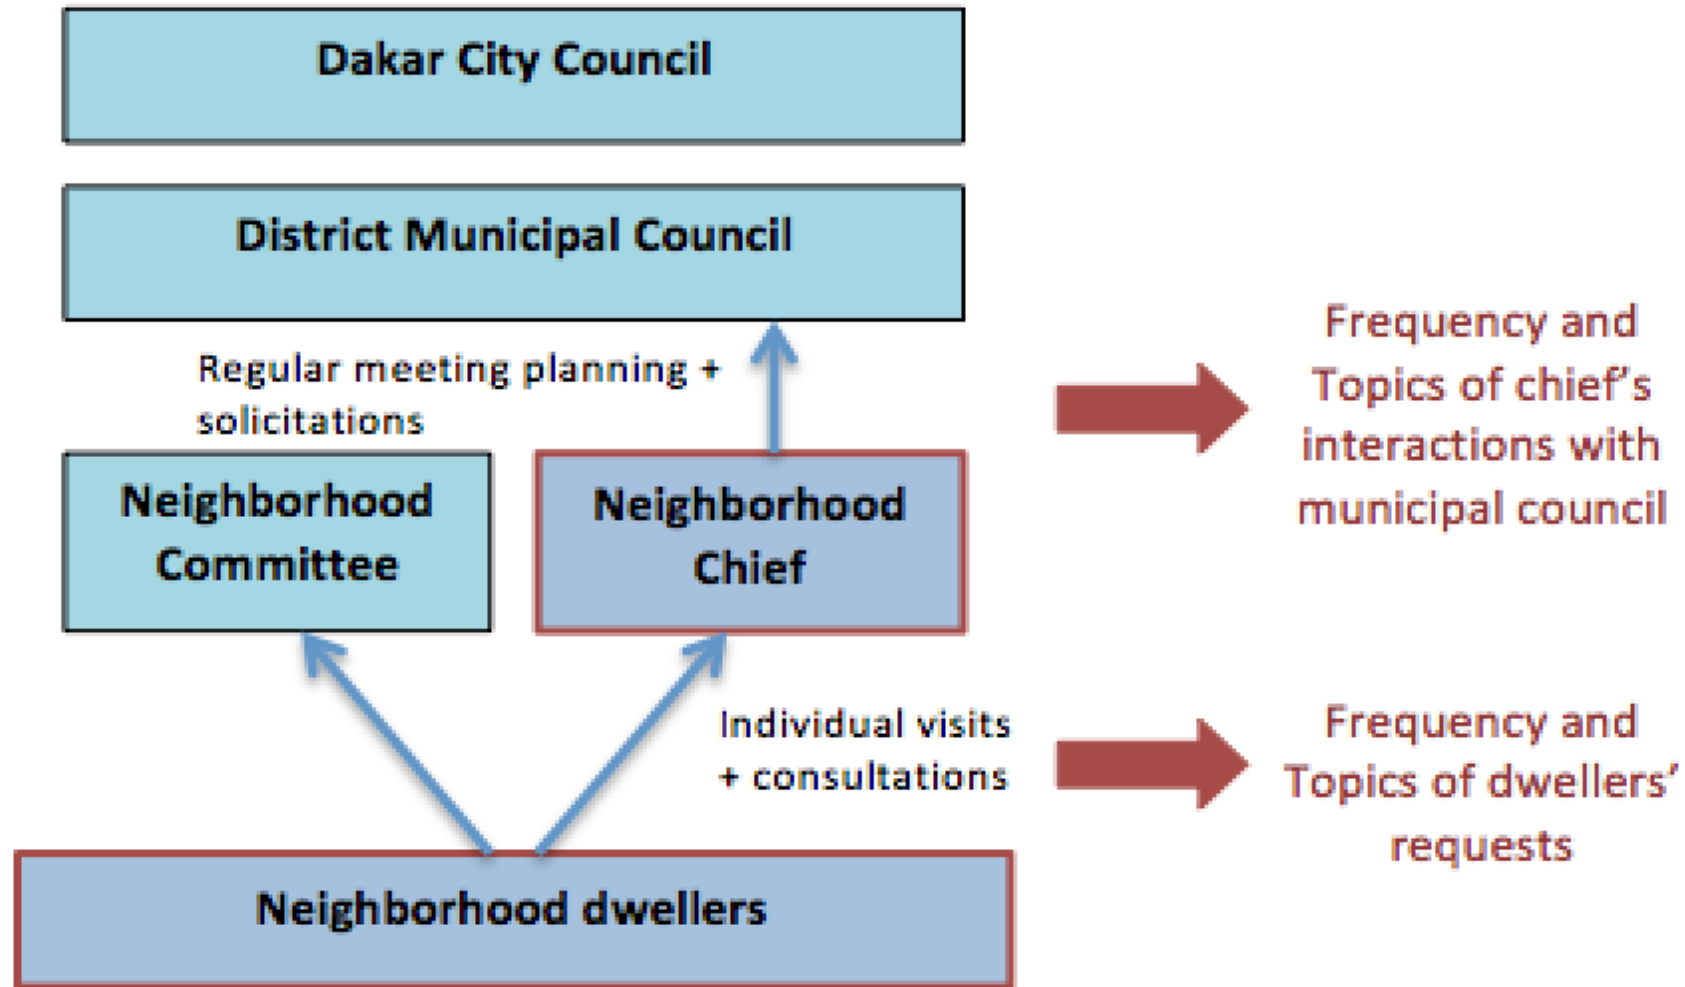 Dakar City Council
District Municipal Council
Regular meeting planning +
solicitations
Neighborhood
Committee
Neighborhood
Chief
Frequency and
Topics of chief's
interactions with
municipal council
Individual visits
+ consultations
Frequency and
Topics of dwellers'
requests
Neighborhood dwellers